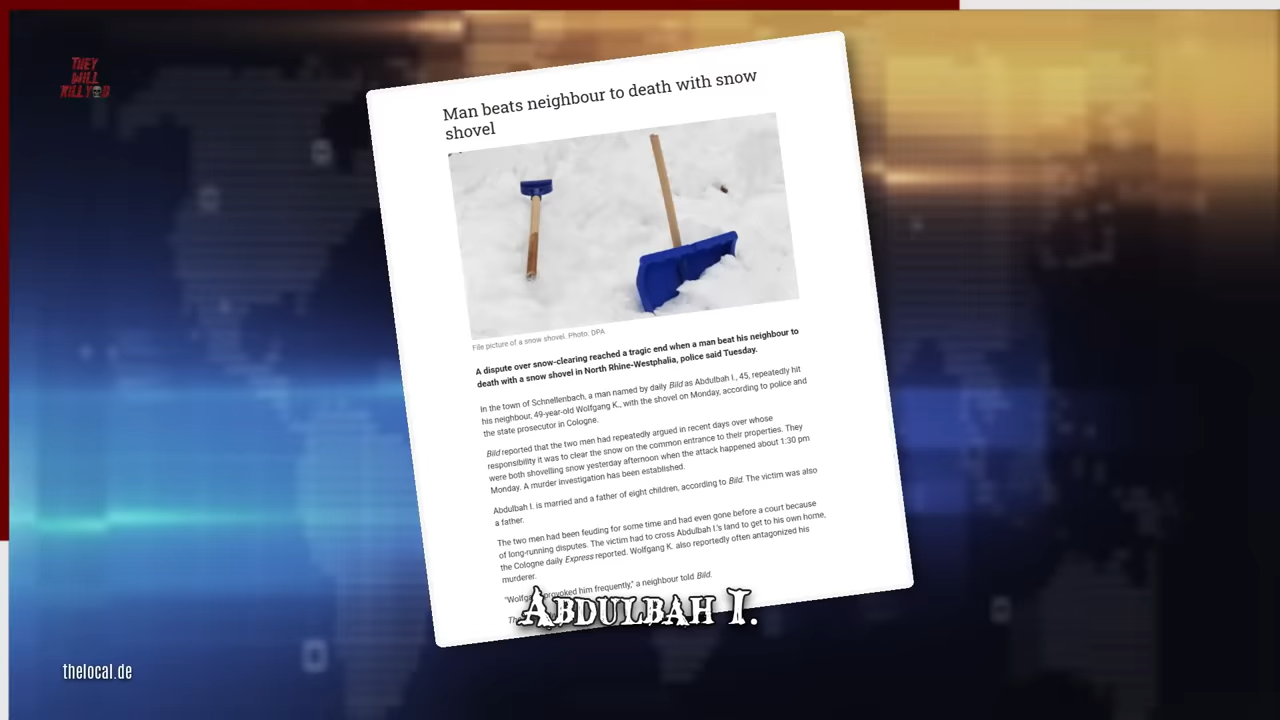 THEY
WILL
KILL YOU
Man beats neighbour to death with snow
shovel
File picture of a snow shovel. Photo: DPA
A dispute over snow-clearing reached a tragic end when a man beat his neighbour to
death with a snow shovel in North Rhine-Westphalia, police said Tuesday.
In the town of Schnellenbach, a man named by daily Bild as Abdulbah I., 45, repeatedly hit
his neighbour, 49-year-old Wolfgang K., with the shovel on Monday, according to police and
the state prosecutor in Cologne.
Bild reported that the two men had repeatedly argued in recent days over whose
responsibility it was to clear the snow on the common entrance to their properties. They
were both shovelling snow yesterday afternoon when the attack happened about 1:30 pm
Monday. A murder investigation has been established.
Abdulbah I. is married and a father of eight children, according to Bild. The victim was also
a father.
The two men had been feuding for some time and had even gone before a court because
of long-running disputes. The victim had to cross Abdulbah I.'s land to get to his own home,
the Cologne daily Express reported. Wolfgang K. also reportedly often antagonized his
murderer.
provoked him frequently," a neighbour told Bild.
Abdulbah I.
thelocal.de